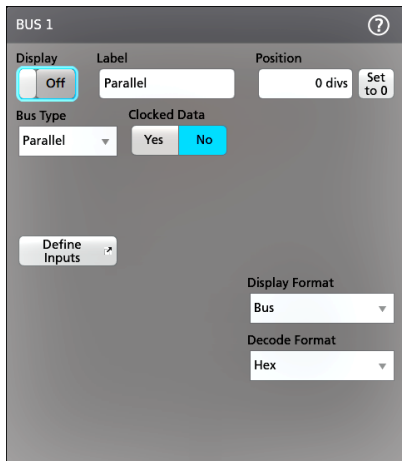 BUS 1
?
Display Label Position
Off Parallel 0 divs Set
to 0
Bus Type Clocked Data
Parallel Yes No
Define
Inputs
Display Format
Bus
Decode Format
Hex